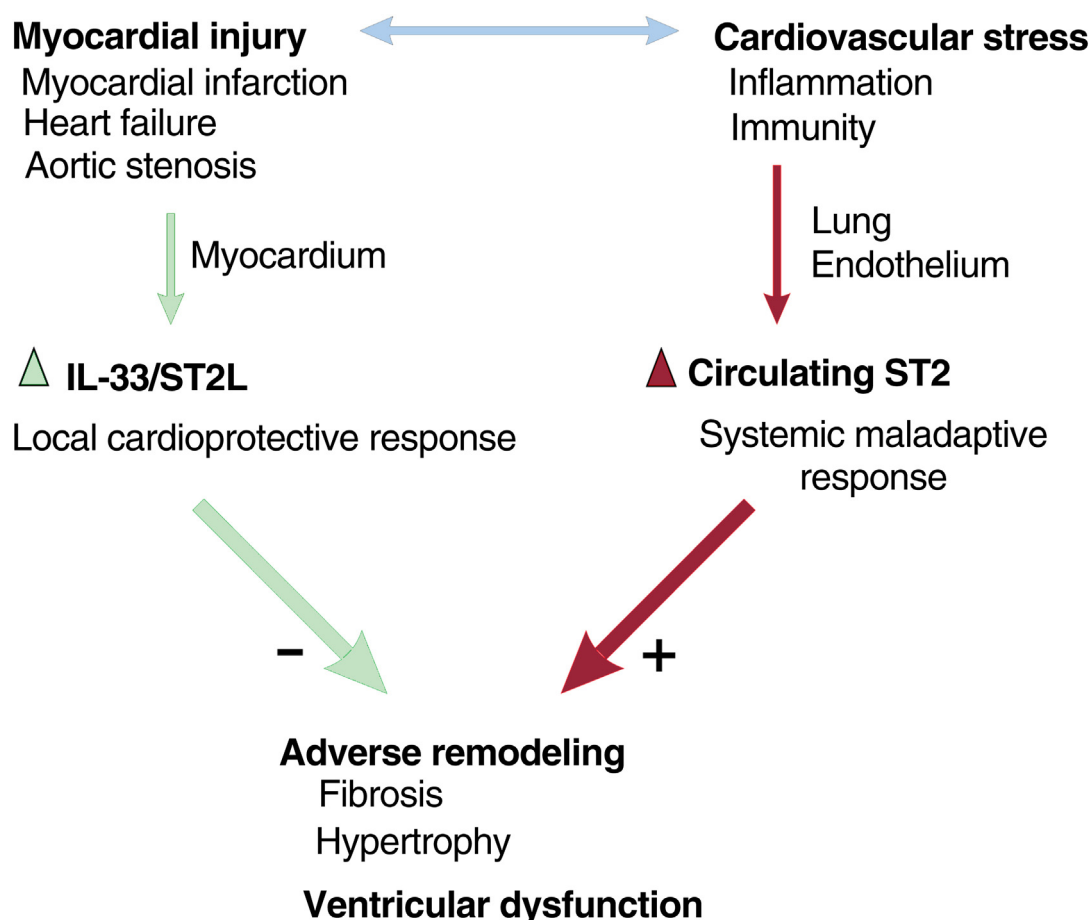 Myocardial injury
Myocardial infarction
Heart failure
Aortic stenosis
Cardiovascular stress
Inflammation
Immunity
Myocardium
Lung
Endothelium
IL-33/ST2L
Local cardioprotective response
Circulating ST2
Systemic maladaptive
response
–
+
Adverse remodeling
Fibrosis
Hypertrophy
Ventricular dysfunction